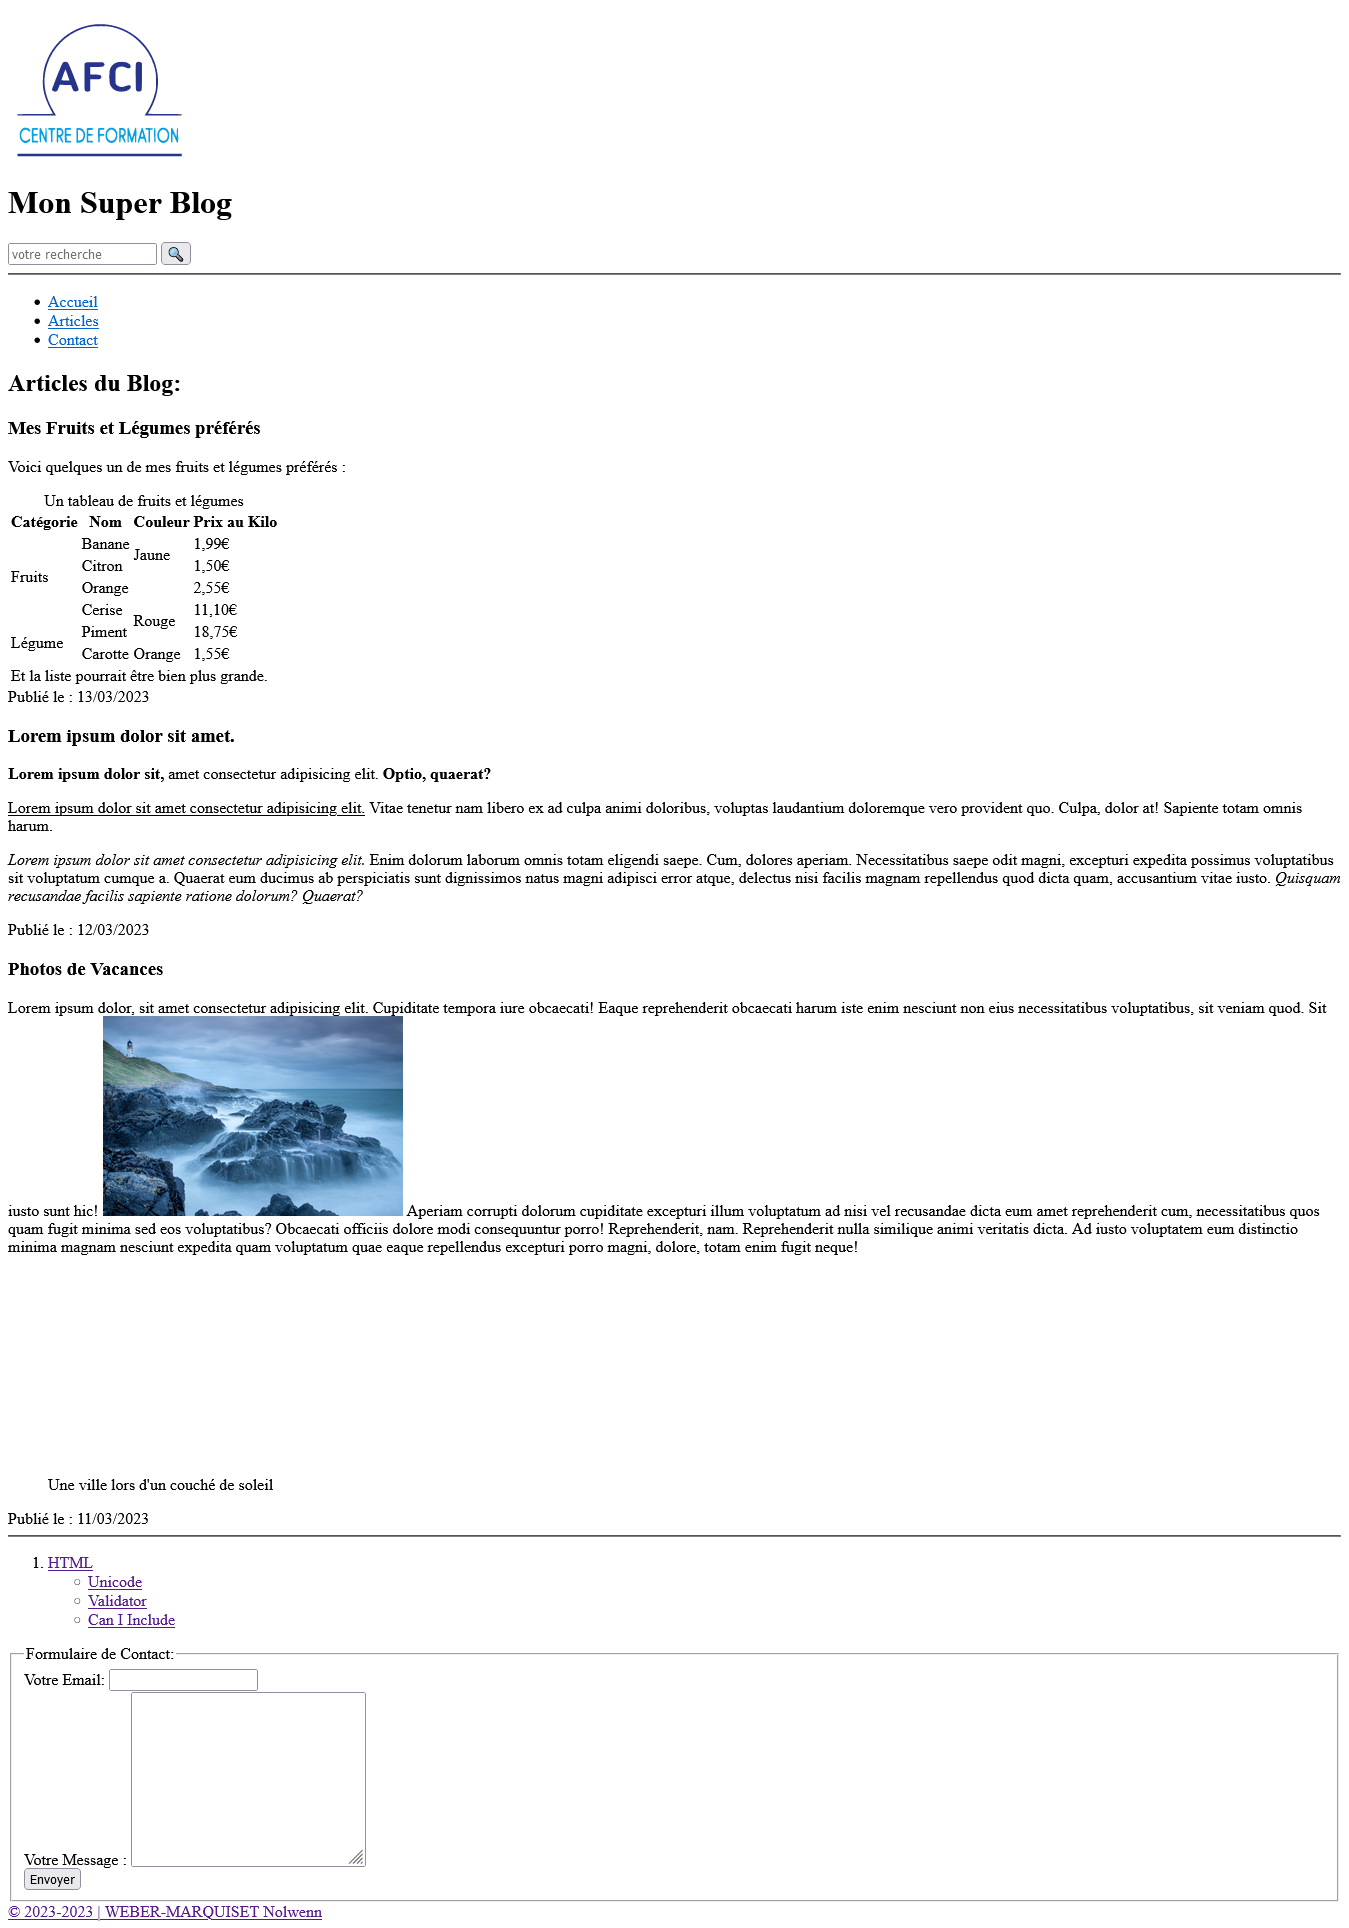 AFCI
CENTRE DE FORMATION
Mon Super Blog
votre recherche
Accueil
Articles
Contact
Articles du Blog:
Mes Fruits et Légumes préférés
Voici quelques un de mes fruits et légumes préférés :
Un tableau de fruits et légumes
Catégorie Nom Couleur Prix au Kilo
Fruits Banane Jaune 1,99€
Citron 1,50€
Orange 2,55€
Cerise Rouge 11,10€
Légume Piment 18,75€
Carotte Orange 1,55€
Et la liste pourrait être bien plus grande.
Publié le : 13/03/2023
Lorem ipsum dolor sit amet.
Lorem ipsum dolor sit, amet consectetur adipisicing elit. Optio, quaerat?
Lorem ipsum dolor sit amet consectetur adipisicing elit. Vitae tenetur nam libero ex ad culpa animi doloribus, voluptas laudantium doloremque vero provident quo. Culpa, dolor at! Sapiente totam omnis
harum.
Lorem ipsum dolor sit amet consectetur adipisicing elit. Enim dolorum laborum omnis totam eligendi saepe. Cum, dolores aperiam. Necessitatibus saepe odit magni, excepturi expedita possimus voluptatibus
sit voluptatum cumque a. Quaerat eum ducimus ab perspiciatis sunt dignissimos natus magni adipisci error atque, delectus nisi facilis magnam repellendus quod dicta quam, accusantium vitae iusto. Quisquam
recusandae facilis sapiente ratione dolorum? Quaerat?
Publié le : 12/03/2023
Photos de Vacances
Lorem ipsum dolor, sit amet consectetur adipisicing elit. Cupiditate tempora iure obcaecati! Eaque reprehenderit obcaecati harum iste enim nesciunt non eius necessitatibus voluptatibus, sit veniam quod. Sit
iusto sunt hic! Aperiam corrupti dolorum cupiditate excepturi illum voluptatum ad nisi vel recusandae dicta eum amet reprehenderit cum, necessitatibus quos
quam fugit minima sed eos voluptatibus? Obcaecati officiis dolore modi consequuntur porro! Reprehenderit, nam. Reprehenderit nulla similique animi veritatis dicta. Ad iusto voluptatem eum distinctio
minima magnam nesciunt expedita quam voluptatum quae eaque repellendus excepturi porro magni, dolore, totam enim fugit neque!
Une ville lors d'un couché de soleil
Publié le : 11/03/2023
1. HTML
Unicode
Validator
Can I Include
Formulaire de Contact:
Votre Email:
Votre Message :
Envoyer
© 2023-2023 | WEBER-MARQUISET Nolwenn